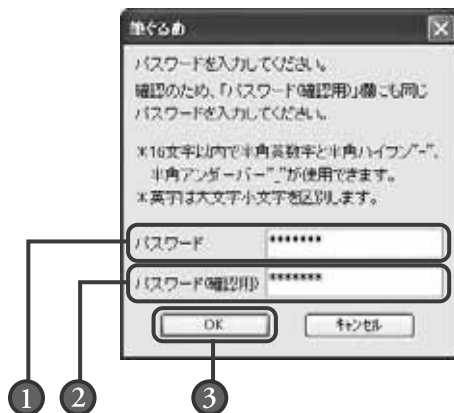 筆ぐるめ
パスワードを入力してください。
確認のため、「パスワード(確認用)」欄にも同じ
パスワードを入力してください。
※16文字以内で半角英数字と半角ハイフン"-"、
半角アンダーバー"_"が使用できます。
※英字は大文字小文字を区別します。
パスワード *******
パスワード(確認用) *******
OK キャンセル
1 2 3